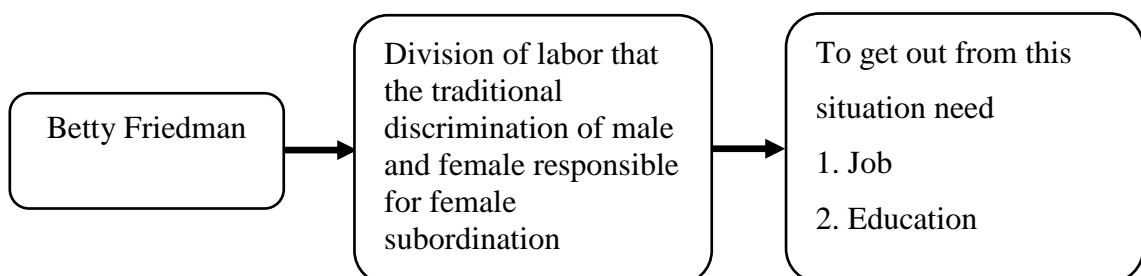 Betty Friedman
Division of labor that
the traditional
discrimination of male
and female responsible
for female
subordination
To get out from this
situation need
1. Job
2. Education